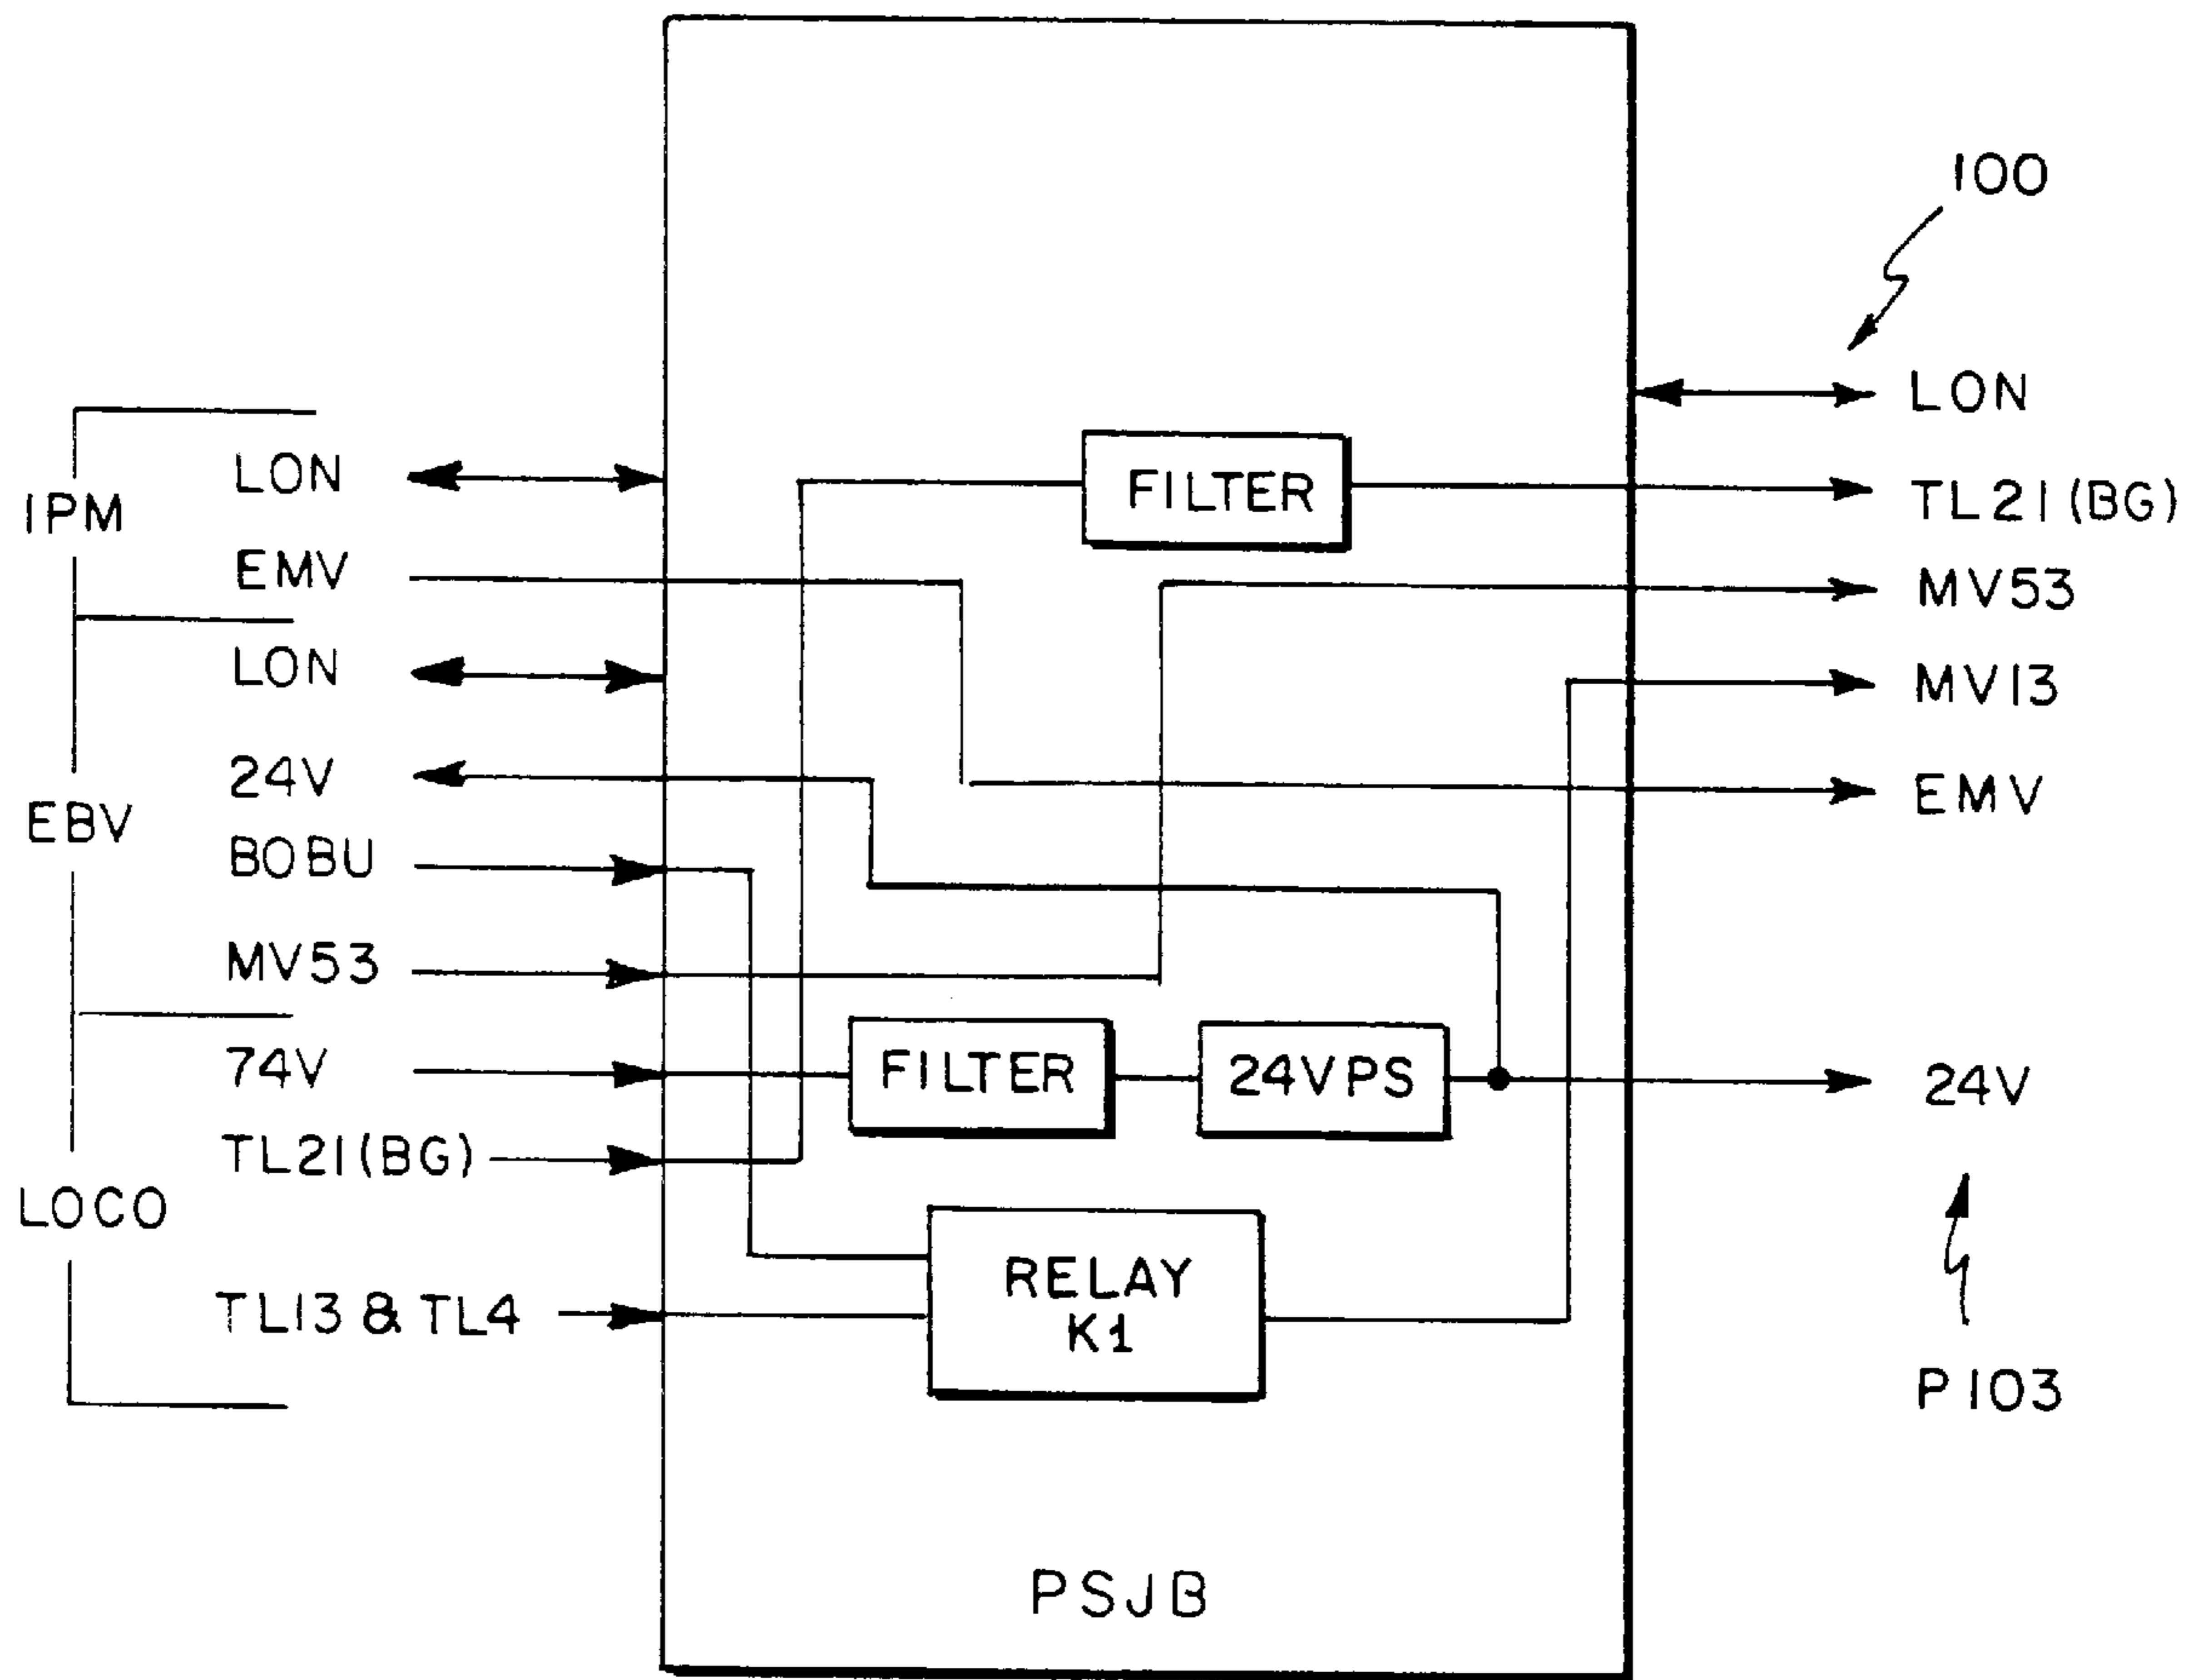 100
LON
TL21(BG)
MV53
MV13
EMV
24V
P103
IPM
LON
EMV
EBV
LON
24V
BOBU
MV53
LOCO
74V
TL21(BG)
TL13 & TL4
FILTER
FILTER
24VPS
RELAY
K1
PSJB